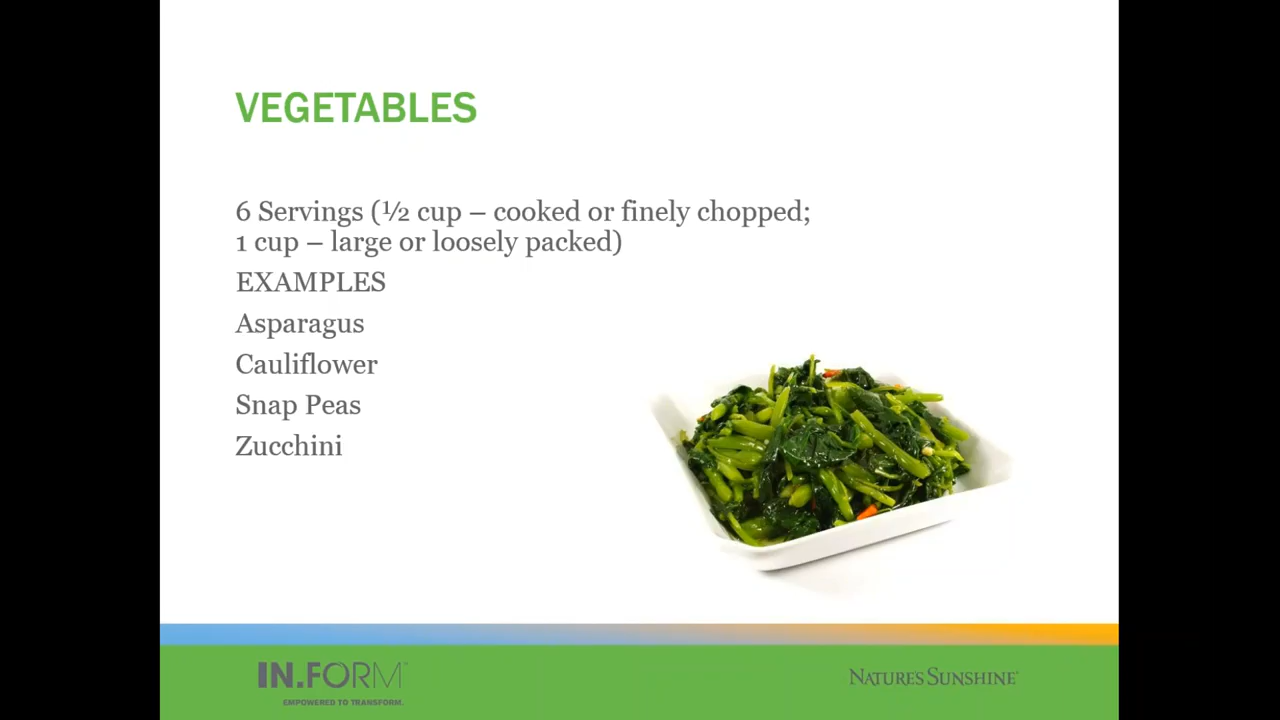 VEGETABLES
6 Servings (½ cup – cooked or finely chopped;
1 cup – large or loosely packed)
EXAMPLES
Asparagus
Cauliflower
Snap Peas
Zucchini
IN.FORM™
EMPOWERED TO TRANSFORM.
NATURE'S SUNSHINE®